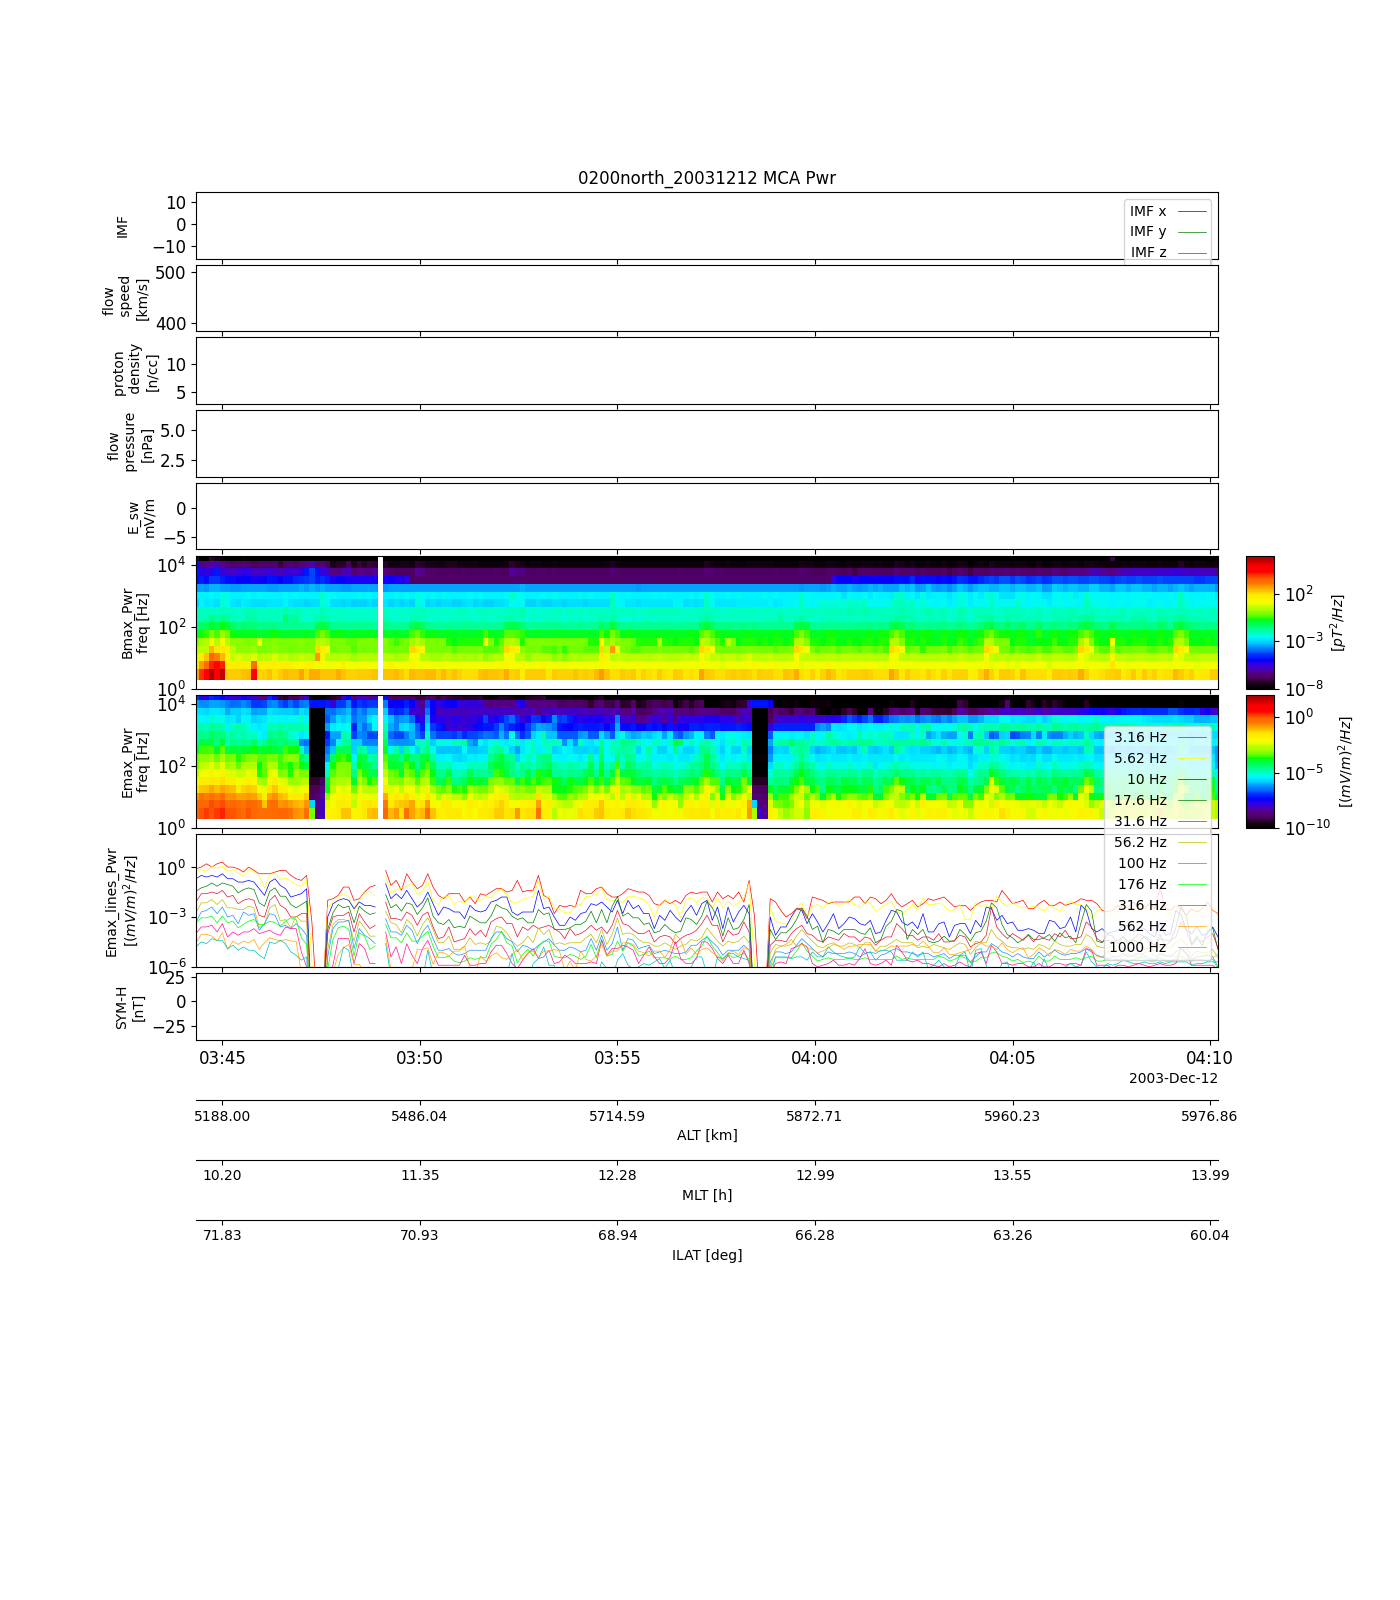 0200north_20031212 MCA Pwr
IMF
10
0
−10
IMF x
IMF y
IMF z
flow
speed
[km/s]
500
400
proton
density
[n/cc]
10
5
flow
pressure
[nPa]
5.0
2.5
E_sw
mV/m
0
−5
Bmax_Pwr
freq [Hz]
10^4
10^2
10^0
10^2
10^−3
10^−8
[pT^2/Hz]
Emax_Pwr
freq [Hz]
10^4
10^2
10^0
10^0
10^−5
10^−10
[(mV/m)^2/Hz]
3.16 Hz
5.62 Hz
10 Hz
17.6 Hz
31.6 Hz
56.2 Hz
100 Hz
176 Hz
316 Hz
562 Hz
1000 Hz
Emax_lines_Pwr
[(mV/m)^2/Hz]
10^0
10^−3
10^−6
SYM-H
[nT]
25
0
−25
03:45 03:50 03:55 04:00 04:05 04:10
2003-Dec-12
5188.00 5486.04 5714.59 5872.71 5960.23 5976.86
ALT [km]
10.20 11.35 12.28 12.99 13.55 13.99
MLT [h]
71.83 70.93 68.94 66.28 63.26 60.04
ILAT [deg]